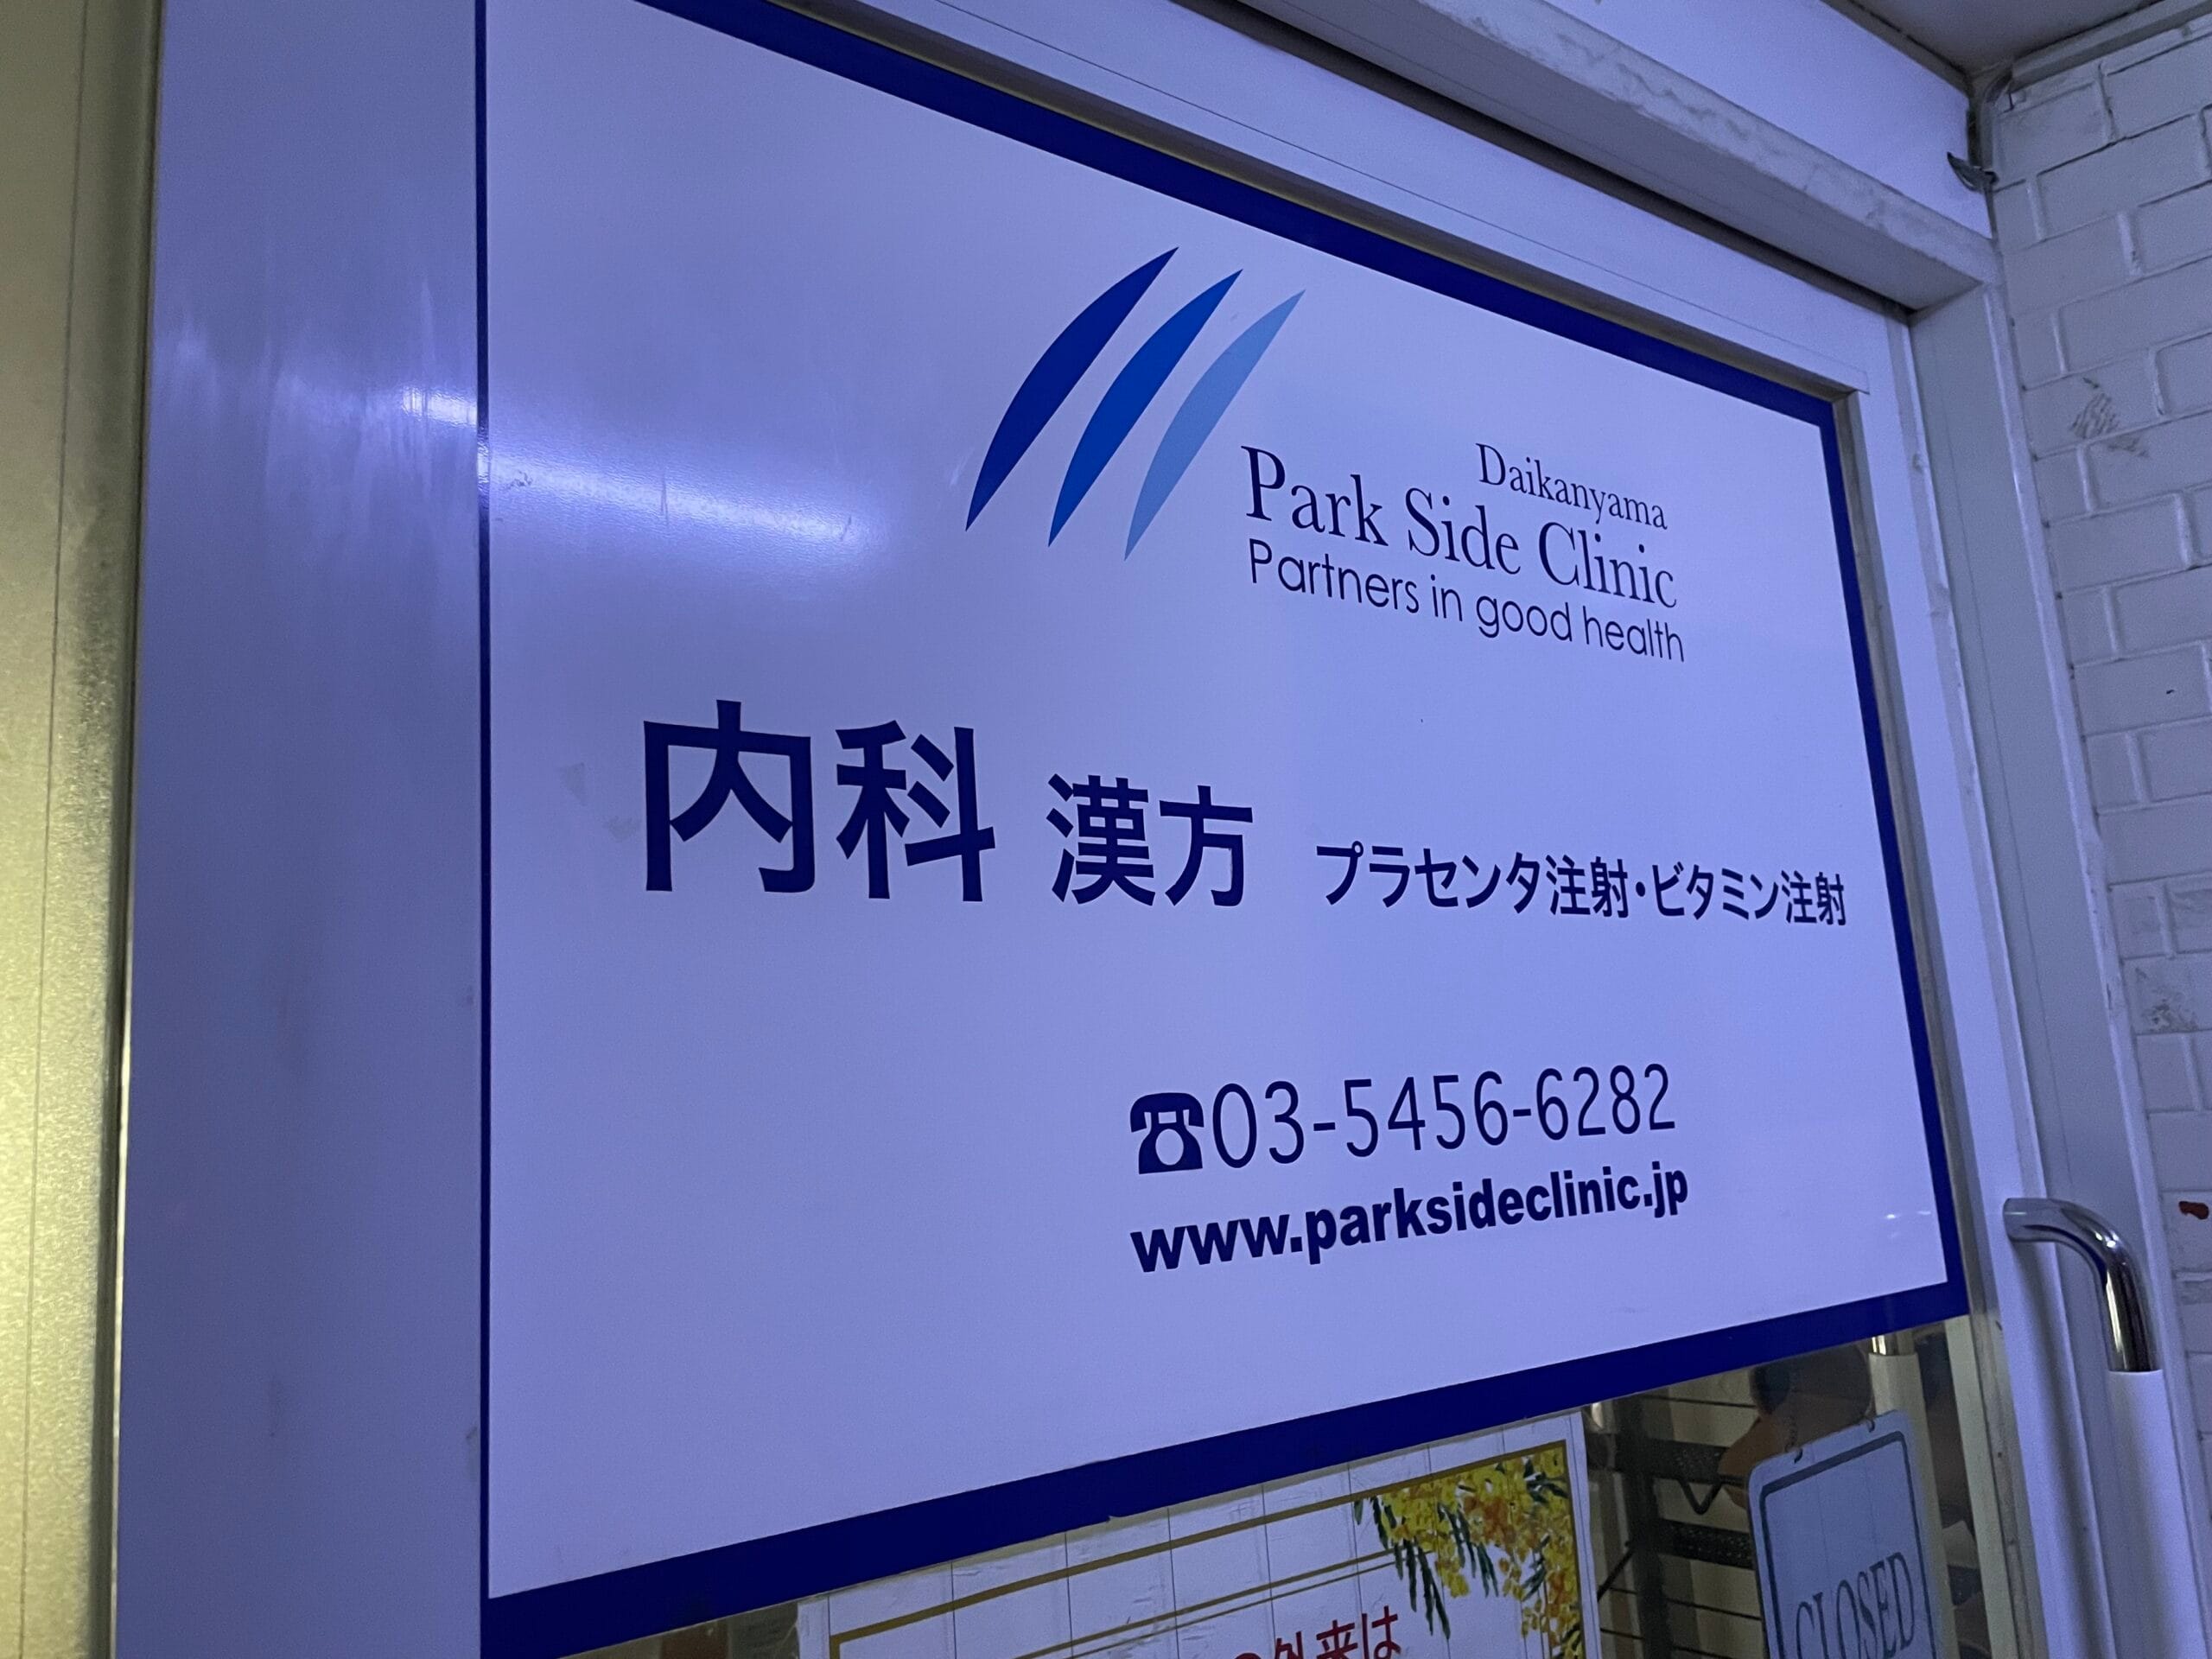 Daikanyama
Park Side Clinic
Partners in good health
内科 漢方 プラセンタ注射・ビタミン注射
☎03-5456-6282
www.parksideclinic.jp
の外来は
CLOSED